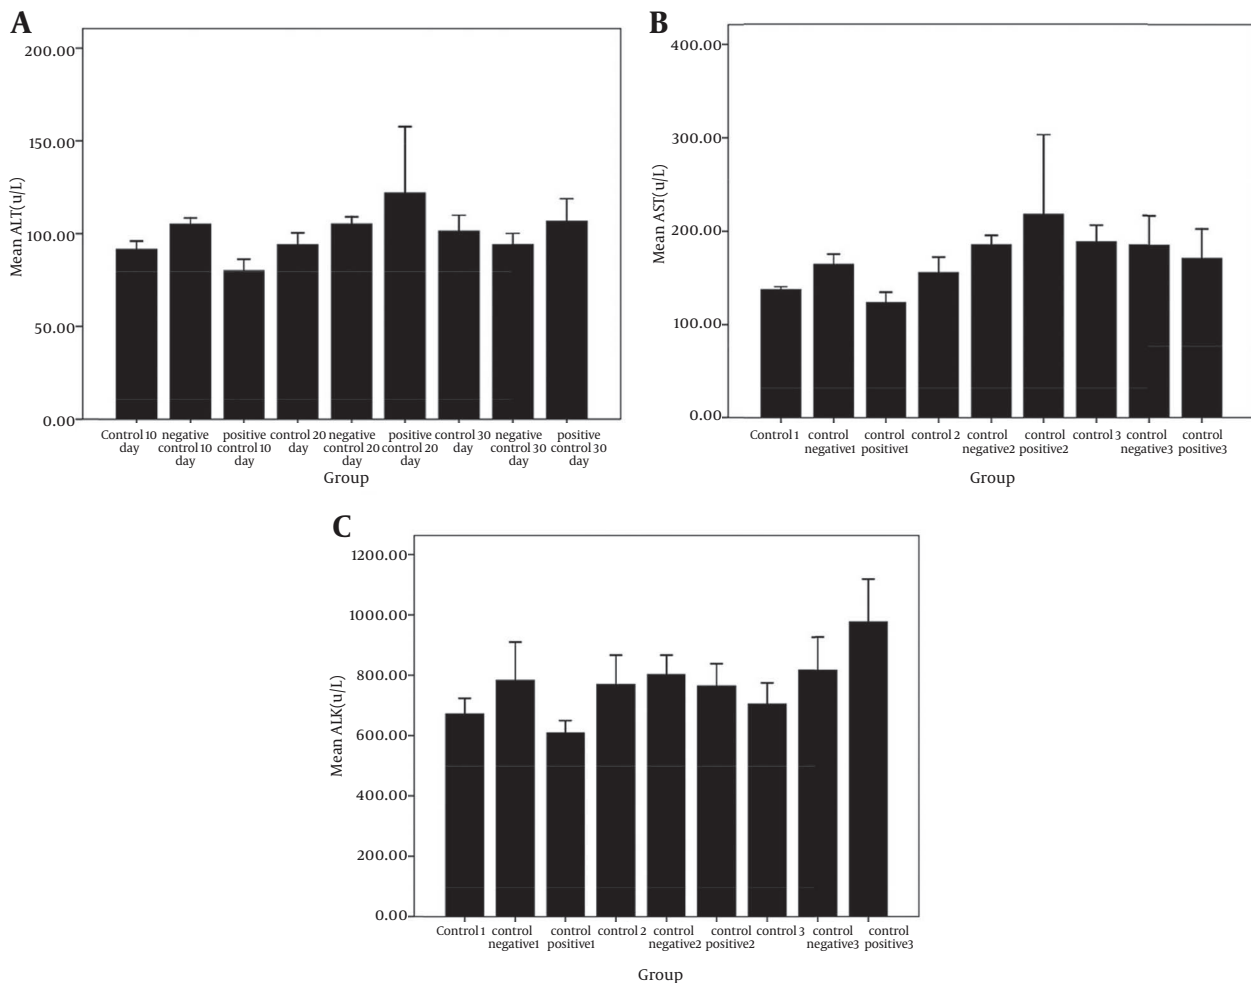 A
200.00
150.00
100.00
50.00
0.00
Mean ALT(u/L)
Control 10 negative positive control 20 negative positive control 30 negative positive
day control 10 control 10 day control 20 control 20 day control 30 control 30
day day day day day day
Group
B
400.00
300.00
200.00
100.00
0.00
Mean AST(u/L)
Control 1 control control control 2 control control control 3 control control
negative1 positive1 negative2 positive2 negative3 positive3
Group
C
1200.00
1000.00
800.00
600.00
400.00
200.00
0.00
Mean ALK(u/L)
Control 1 control control control 2 control control control 3 control control
negative1 positive1 negative2 positive2 negative3 positive3
Group